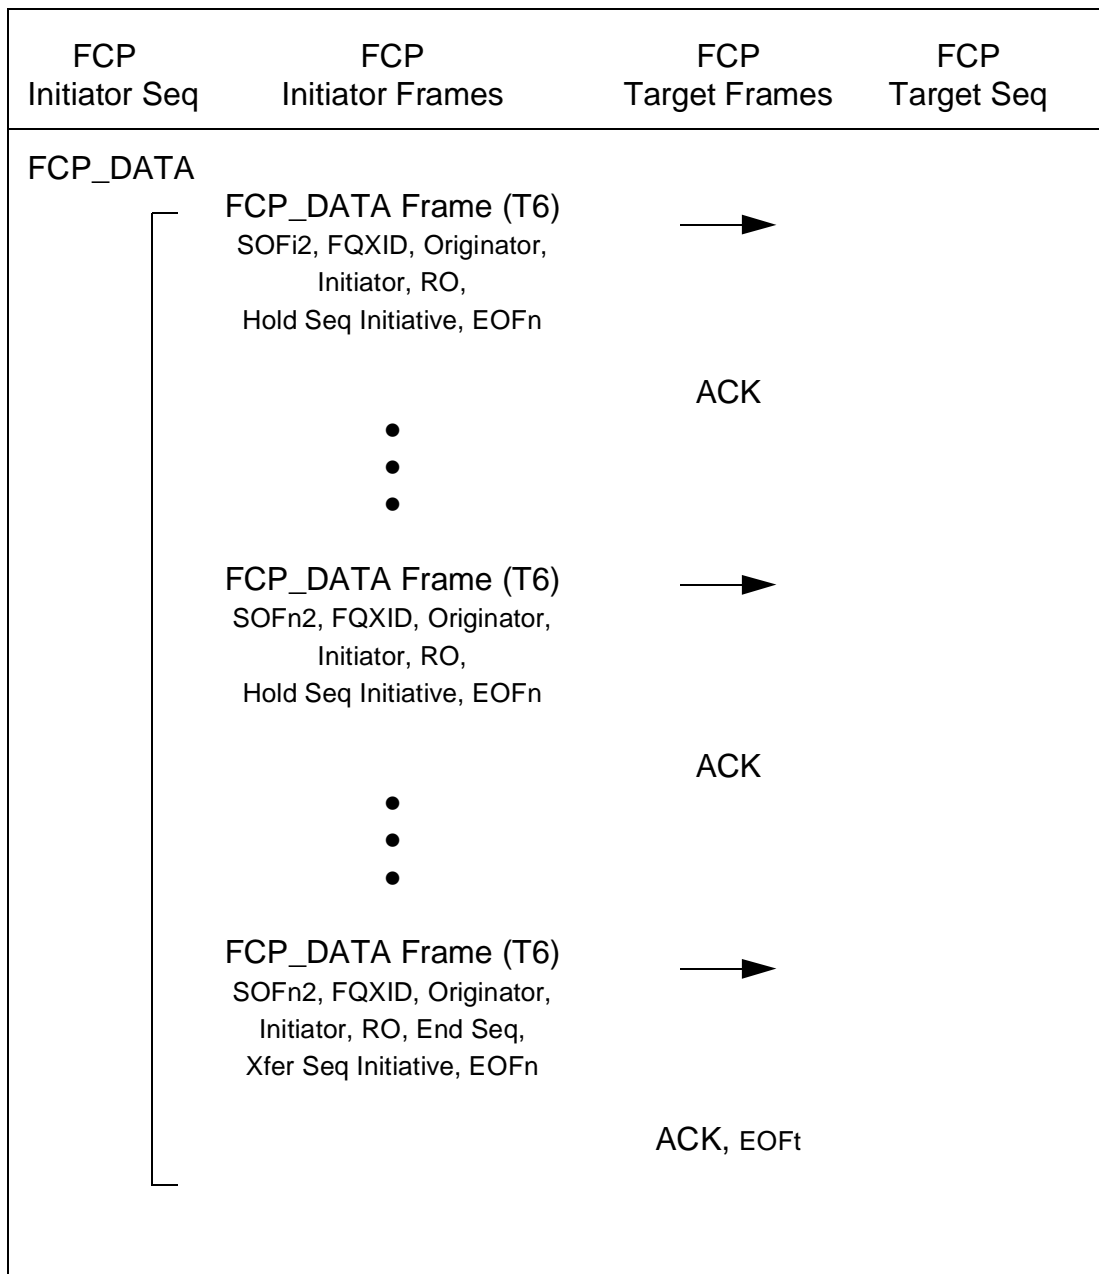 FCP FCP FCP FCP
Initiator Seq Initiator Frames Target Frames Target Seq
FCP_DATA
FCP_DATA Frame (T6)
SOFi2, FQXID, Originator,
Initiator, RO,
Hold Seq Initiative, EOFn
ACK
FCP_DATA Frame (T6)
SOFn2, FQXID, Originator,
Initiator, RO,
Hold Seq Initiative, EOFn
ACK
FCP_DATA Frame (T6)
SOFn2, FQXID, Originator,
Initiator, RO, End Seq,
Xfer Seq Initiative, EOFn
ACK, EOFt